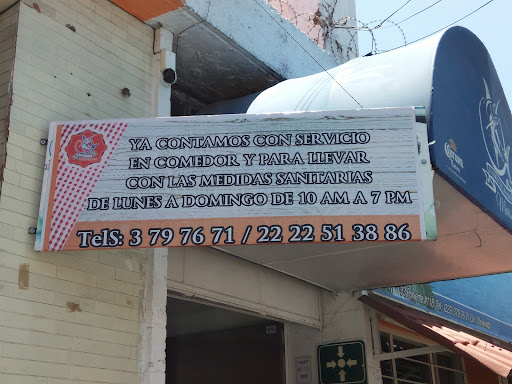 YA CONTAMOS CON SERVICIO
EN COMEDOR Y PARA LLEVAR
CON LAS MEDIDAS SANITARIAS
DE LUNES A DOMINGO DE 10 AM A 7 PM
TelS: 3 79 76 71 / 22 22 51 38 86
Corona